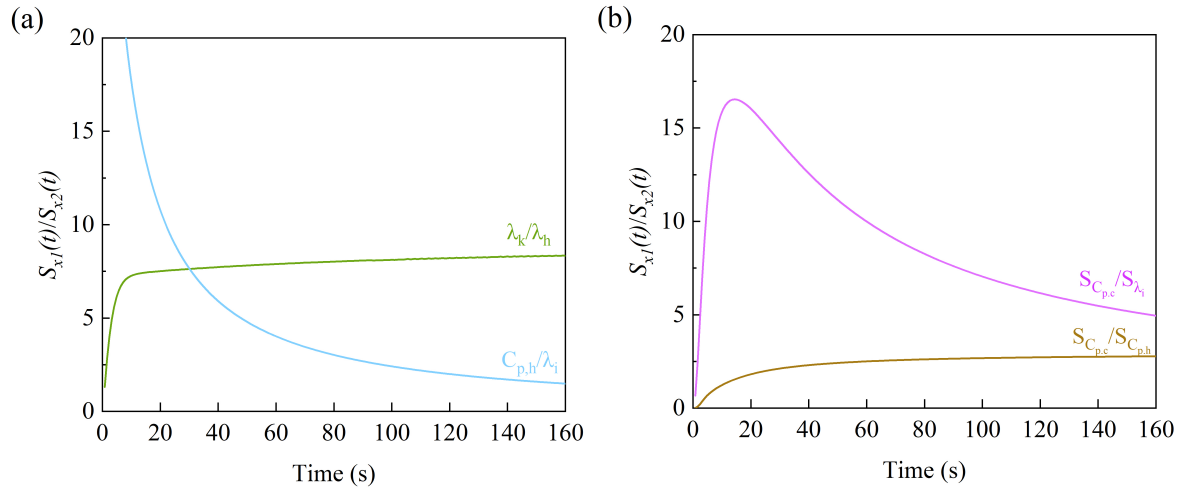 (a)
20
15
10
5
0
S_{x1}(t)/S_{x2}(t)
λ_k/λ_h
C_{p,h}/λ_i
0 20 40 60 80 100 120 140 160
Time (s)
(b)
20
15
10
5
0
S_{x1}(t)/S_{x2}(t)
S_{C_{p,c}}/S_{λ_i}
S_{C_{p,c}}/S_{C_{p,h}}
0 20 40 60 80 100 120 140 160
Time (s)